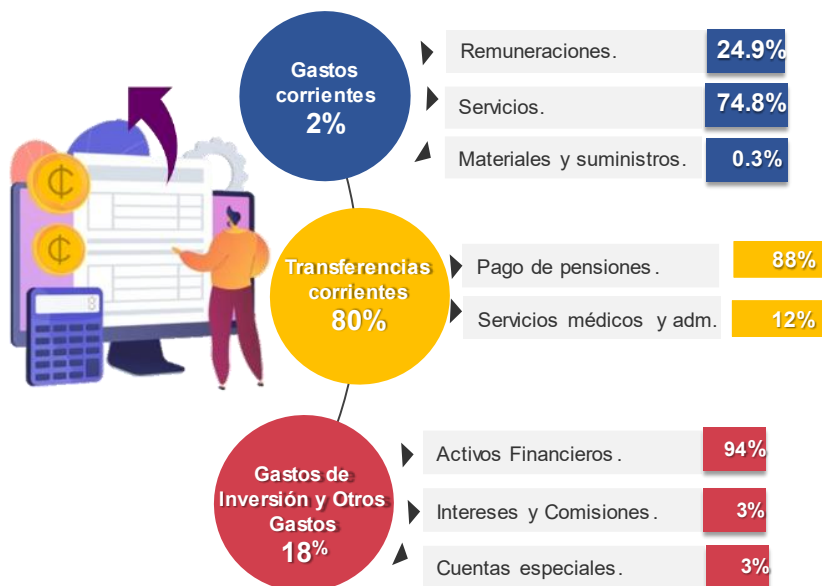 Gastos
corrientes
2%
Remuneraciones.
24.9%
Servicios.
74.8%
Materiales y suministros.
0.3%
Transferencias
corrientes
80%
Pago de pensiones.
88%
Servicios médicos y adm.
12%
Gastos de
Inversión y Otros
Gastos
18%
Activos Financieros.
94%
Intereses y Comisiones.
3%
Cuentas especiales.
3%
₡
₡